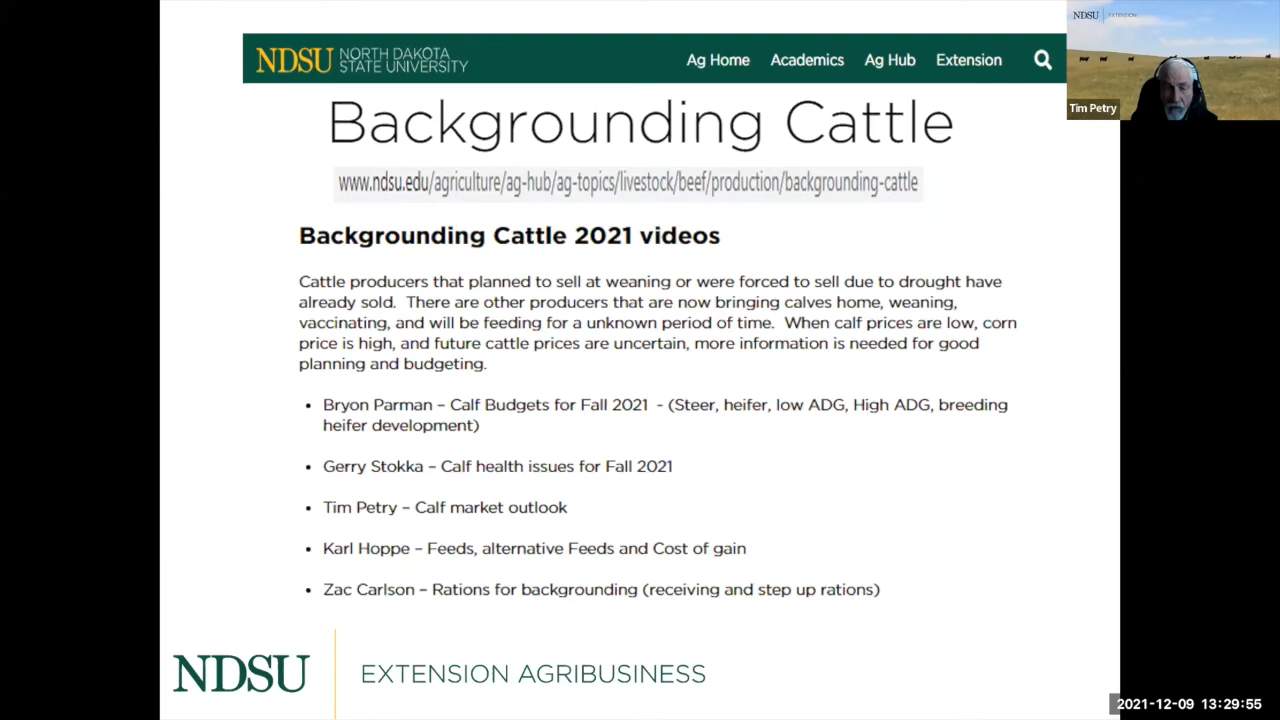 NDSU NORTH DAKOTA
STATE UNIVERSITY
Ag Home Academics Ag Hub Extension
NDSU EXTENSION
Tim Petry
Backgrounding Cattle
www.ndsu.edu/agriculture/ag-hub/ag-topics/livestock/beef/production/backgrounding-cattle
Backgrounding Cattle 2021 videos
Cattle producers that planned to sell at weaning or were forced to sell due to drought have
already sold. There are other producers that are now bringing calves home, weaning,
vaccinating, and will be feeding for a unknown period of time. When calf prices are low, corn
price is high, and future cattle prices are uncertain, more information is needed for good
planning and budgeting.
• Bryon Parman – Calf Budgets for Fall 2021 - (Steer, heifer, low ADG, High ADG, breeding
heifer development)
• Gerry Stokka – Calf health issues for Fall 2021
• Tim Petry – Calf market outlook
• Karl Hoppe – Feeds, alternative Feeds and Cost of gain
• Zac Carlson – Rations for backgrounding (receiving and step up rations)
NDSU EXTENSION AGRIBUSINESS
2021-12-09 13:29:55